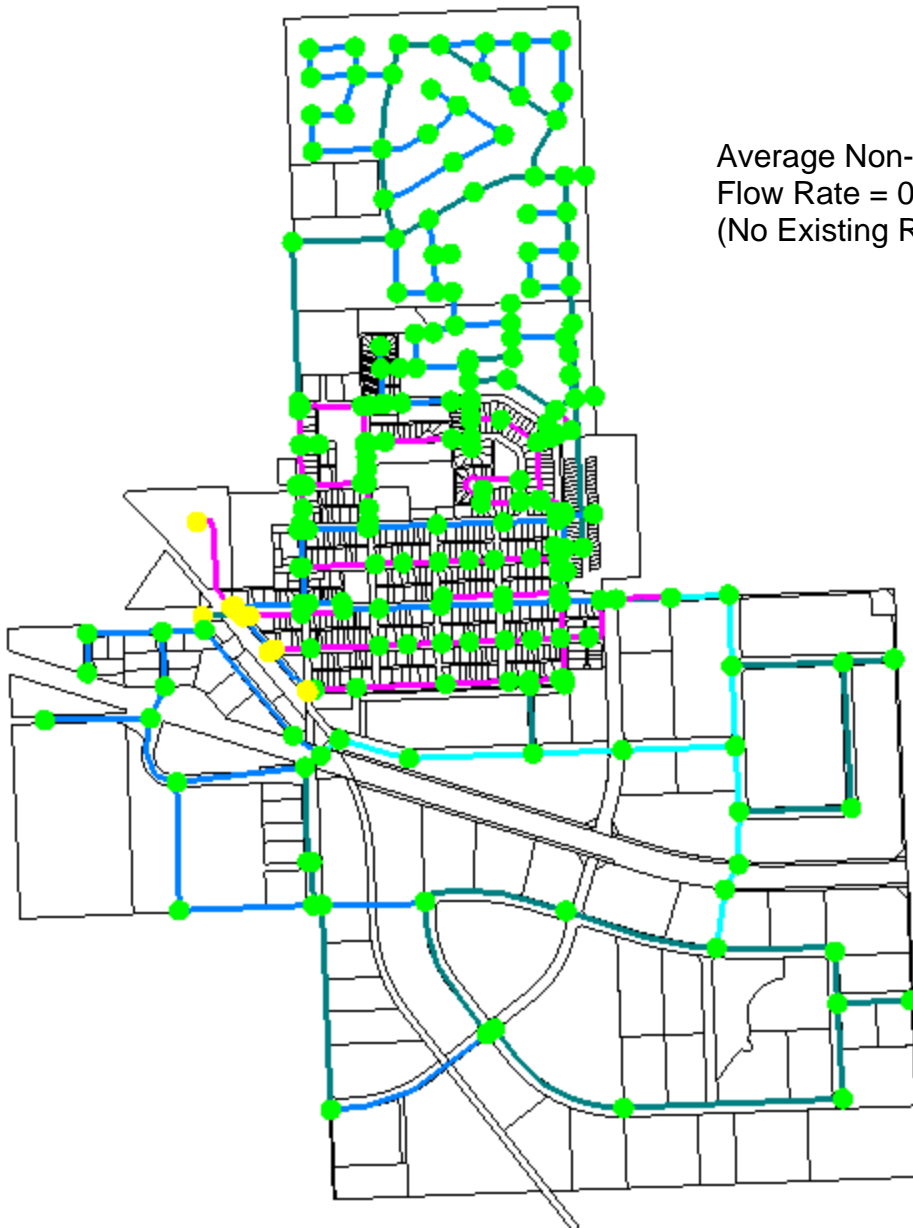 Average Non-
Flow Rate = 0
(No Existing R